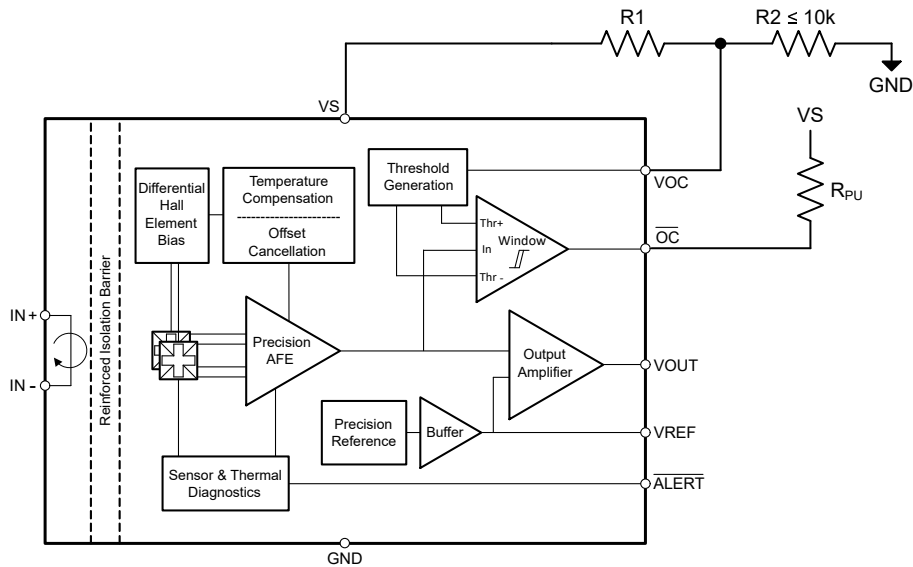 R1
R2 ≤ 10k
GND
VS
VS
R_PU
Differential
Hall
Element
Bias
Temperature
Compensation
Offset
Cancellation
Threshold
Generation
VOC
Thr+
In
Thr -
Window
O̅C̅
Reinforced Isolation Barrier
IN+
IN -
Precision
AFE
Output
Amplifier
VOUT
Precision
Reference
Buffer
VREF
Sensor & Thermal
Diagnostics
A̅L̅E̅R̅T̅
GND